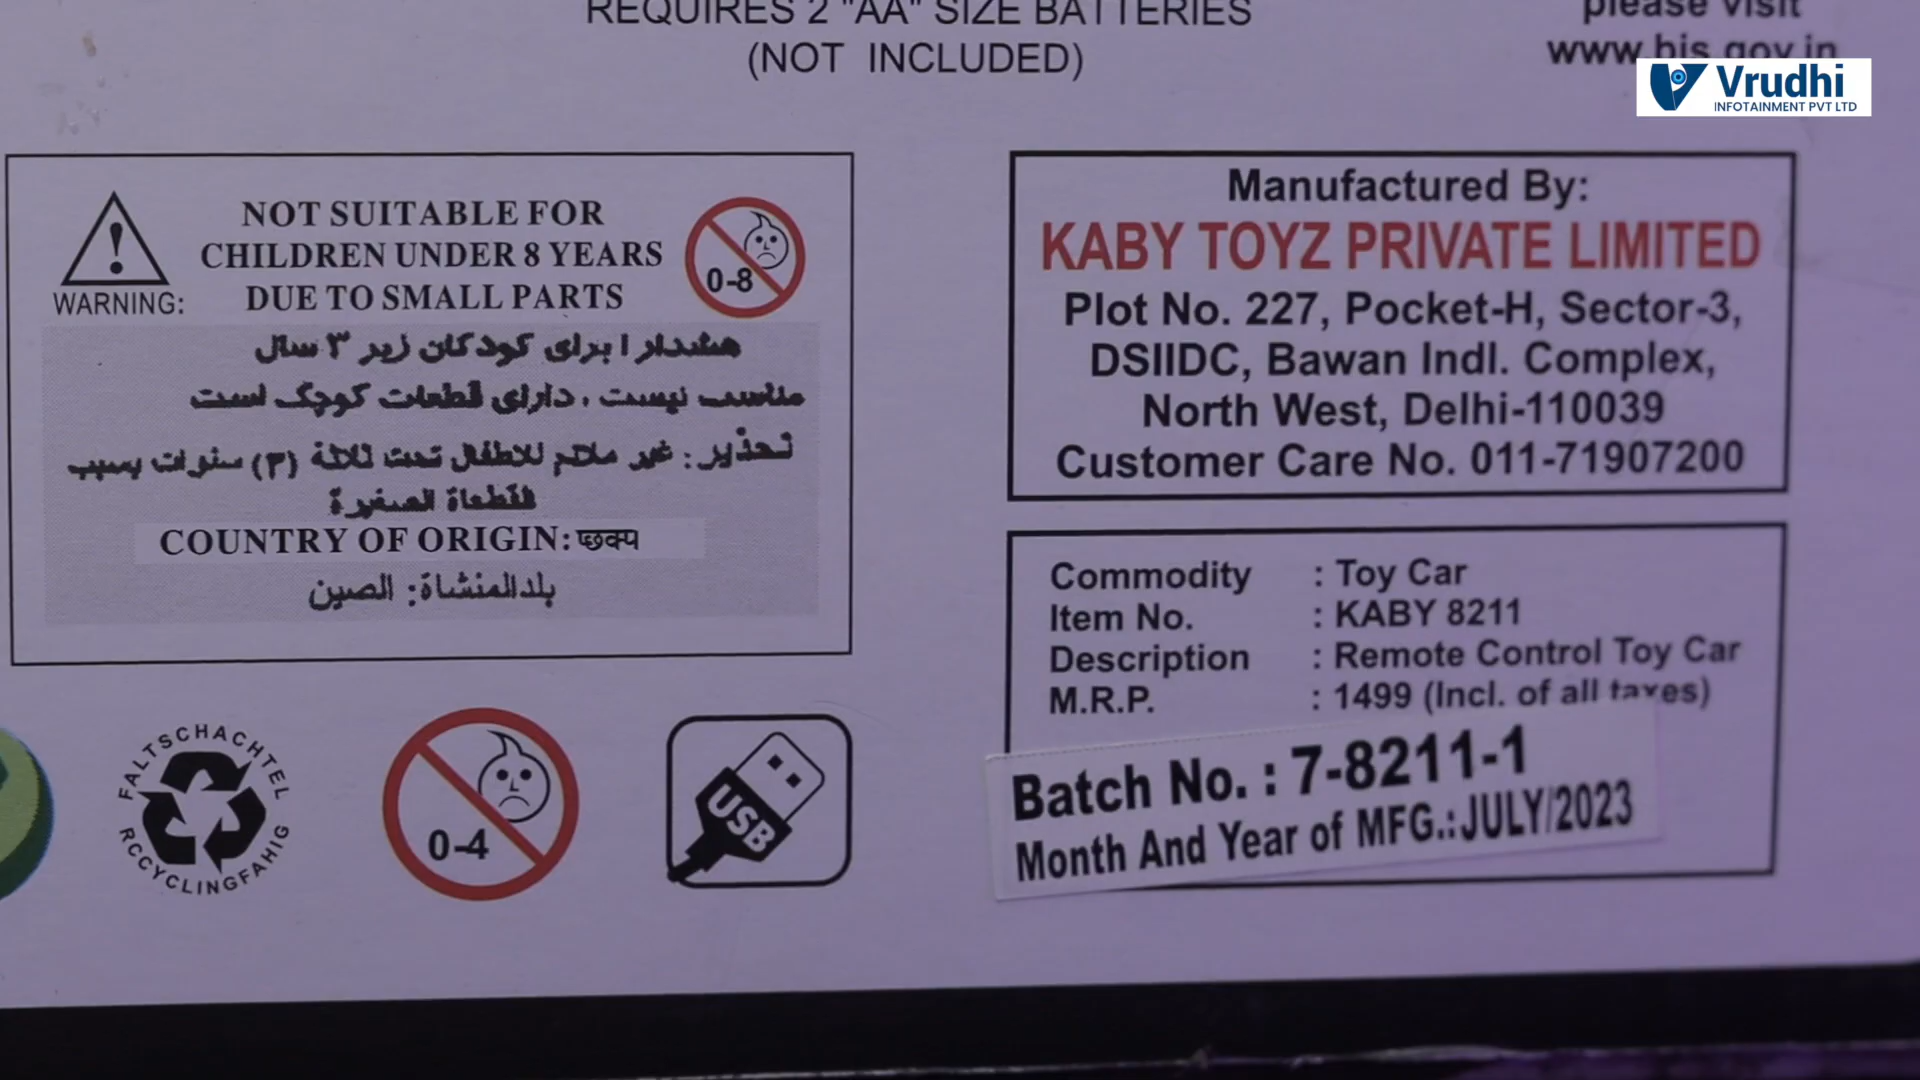 REQUIRES 2 "AA" SIZE BATTERIES
(NOT INCLUDED)
please visit
www.bis.gov.in
Vrudhi
INFOTAINMENT PVT LTD
WARNING:
NOT SUITABLE FOR
CHILDREN UNDER 8 YEARS
DUE TO SMALL PARTS
0-8
هشدار ! برای کودکان زیر ۳ سال
مناسب نیست ، دارای قطعات کوچک است
تحذير : غير ملائم للاطفال تحت ثلاثة (٣) سنوات بسبب
القطعاة الصغيرة
COUNTRY OF ORIGIN: प्छक्प
بلدالمنشاة: الصين
FALTSCHACHTEL
RCCYCLINGFAHIG
0-4
USB
Manufactured By:
KABY TOYZ PRIVATE LIMITED
Plot No. 227, Pocket-H, Sector-3,
DSIIDC, Bawan Indl. Complex,
North West, Delhi-110039
Customer Care No. 011-71907200
Commodity : Toy Car
Item No. : KABY 8211
Description : Remote Control Toy Car
M.R.P. : 1499 (Incl. of all taxes)
Batch No. : 7-8211-1
Month And Year of MFG.:JULY/2023